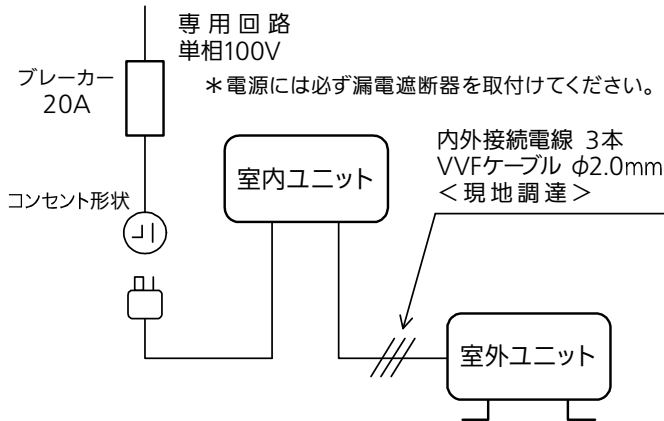 専用回路
単相100V
ブレーカー
20A
＊電源には必ず漏電遮断器を取付けてください。
内外接続電線 3本
VVFケーブル φ2.0mm
＜現地調達＞
室内ユニット
コンセント形状
室外ユニット